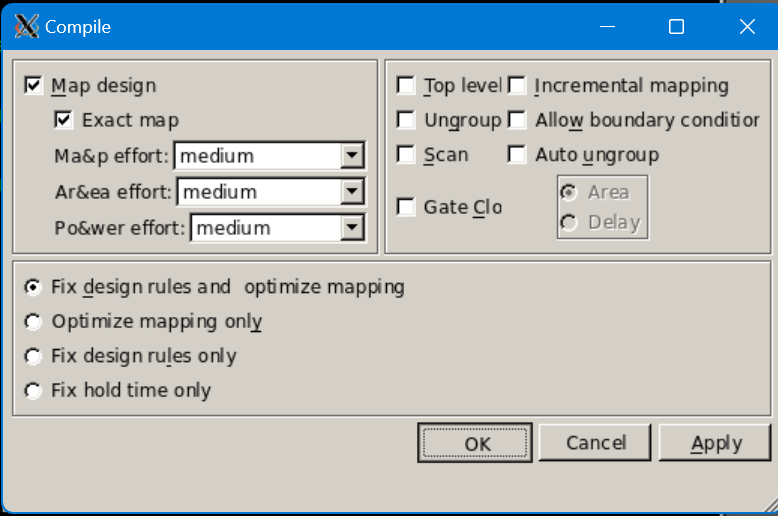 Compile
Map design
Exact map
Ma&p effort: medium
Ar&ea effort: medium
Po&wer effort: medium
Top level Incremental mapping
Ungroup Allow boundary condition
Scan Auto ungroup
Gate Clo
Area
Delay
Fix design rules and optimize mapping
Optimize mapping only
Fix design rules only
Fix hold time only
OK Cancel Apply